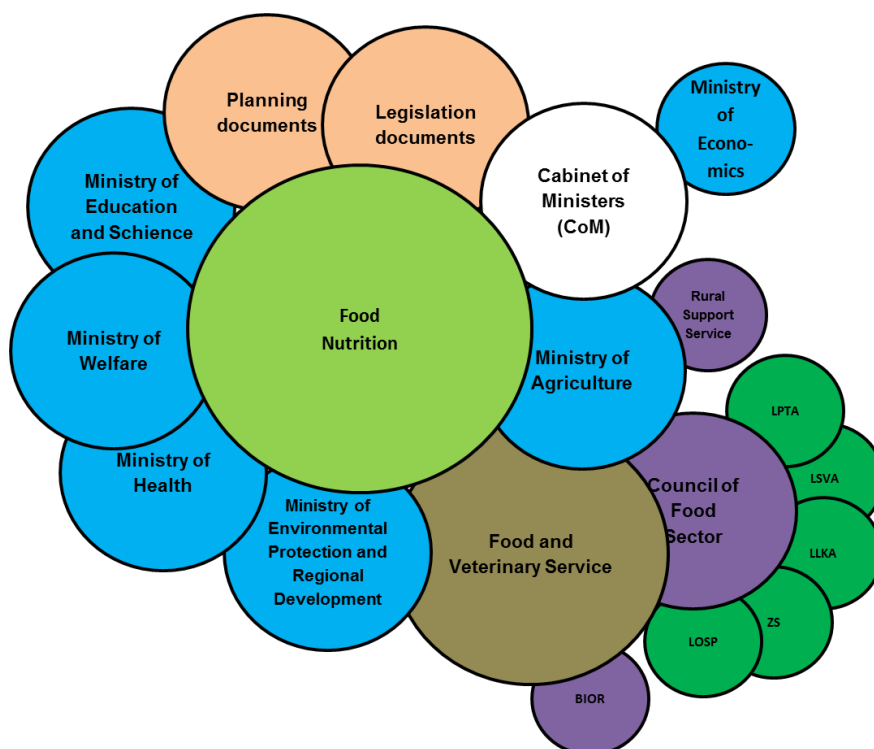 Planning
documents
Legislation
documents
Ministry
of
Econo-
mics
Cabinet of
Ministers
(CoM)
Ministry of
Education
and Schience
Rural
Support
Service
Food
Nutrition
Ministry of
Welfare
Ministry of
Agriculture
LPTA
Ministry of
Health
Council of
Food
Sector
LSVA
Ministry of
Environmental
Protection and
Regional
Development
Food and
Veterinary Service
LLKA
ZS
LOSP
BIOR